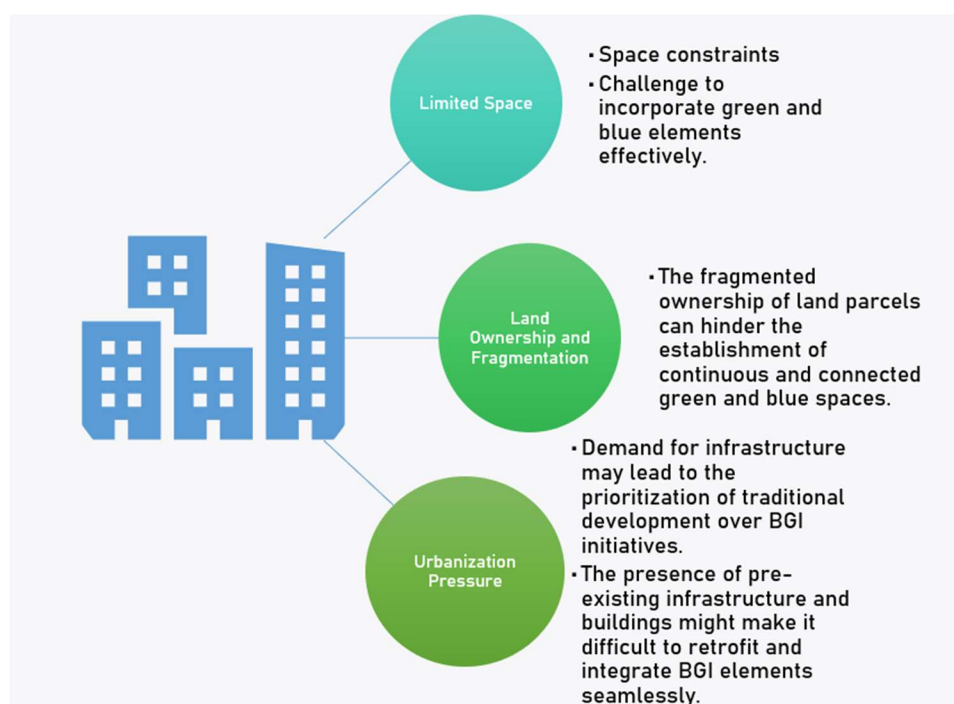 Limited Space
▪ Space constraints
▪ Challenge to
incorporate green and
blue elements
effectively.
Land
Ownership and
Fragmentation
▪ The fragmented
ownership of land parcels
can hinder the
establishment of
continuous and connected
green and blue spaces.
Urbanization
Pressure
▪ Demand for infrastructure
may lead to the
prioritization of traditional
development over BGI
initiatives.
▪ The presence of pre-
existing infrastructure and
buildings might make it
difficult to retrofit and
integrate BGI elements
seamlessly.